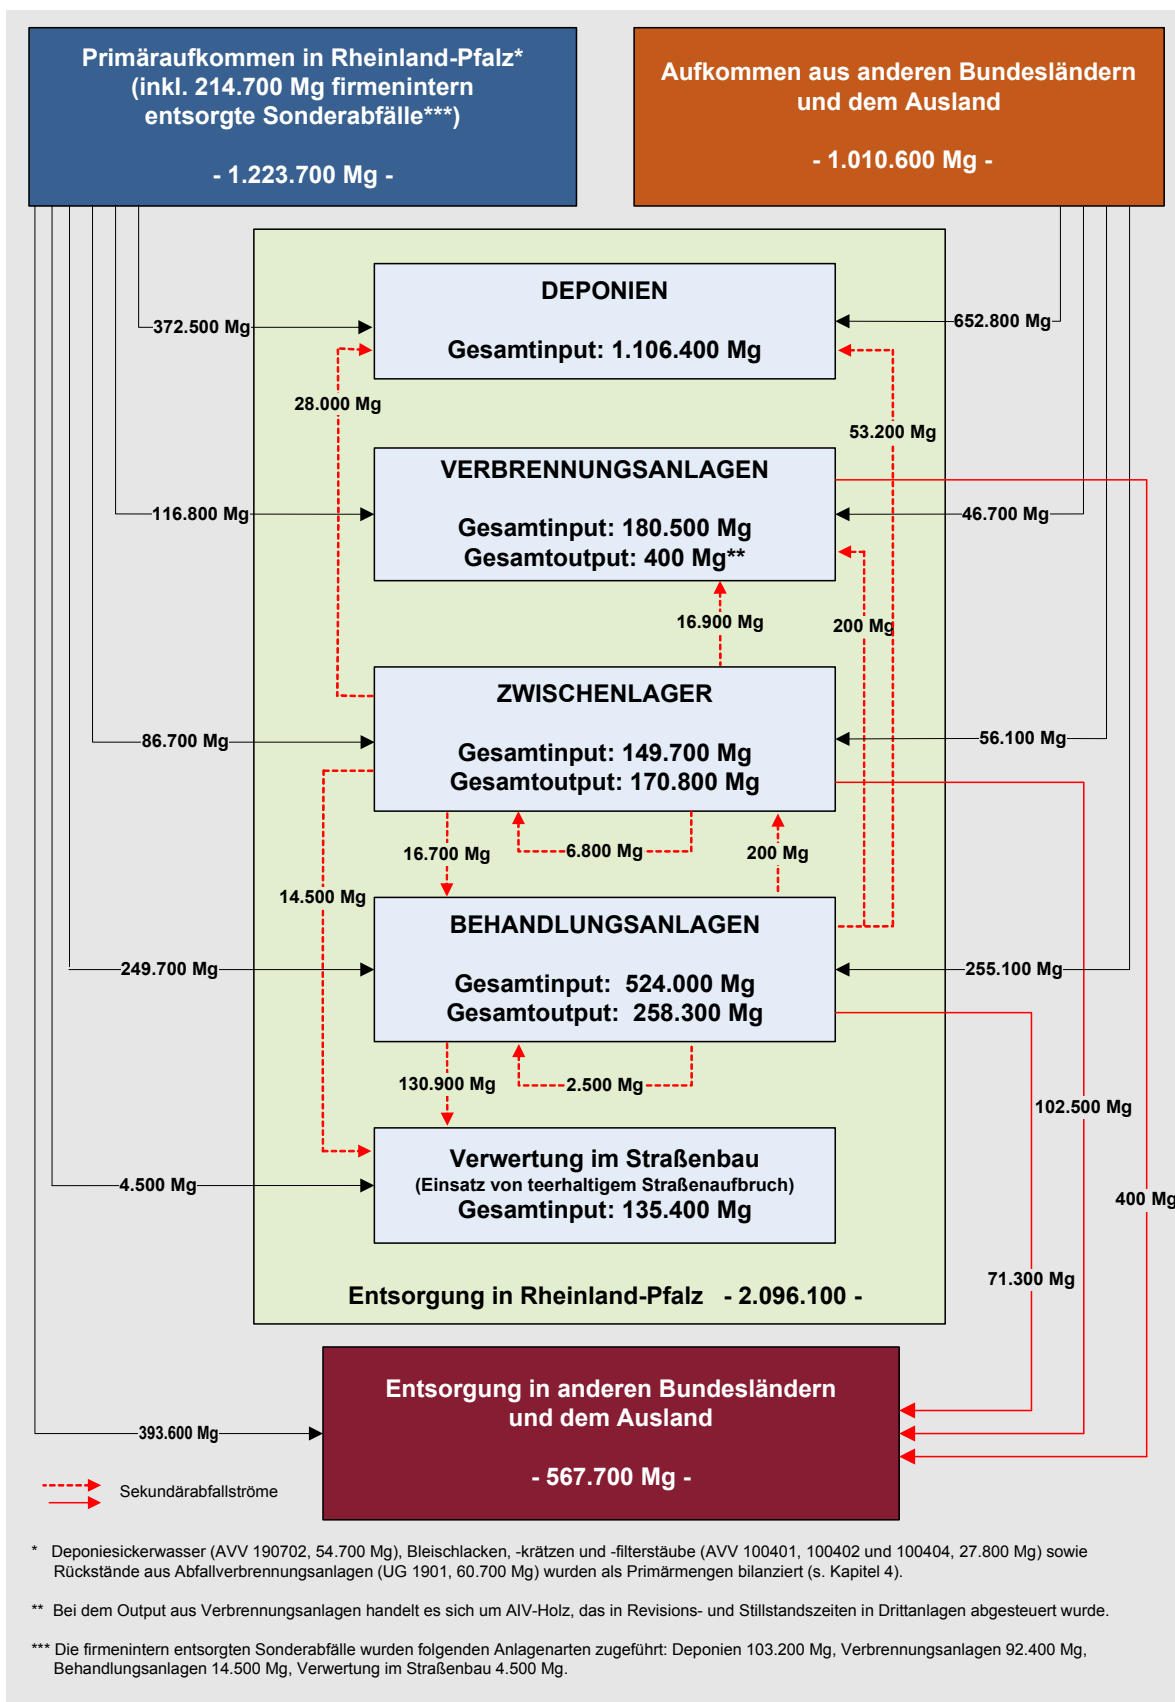 Primäraufkommen in Rheinland-Pfalz*
(inkl. 214.700 Mg firmenintern
entsorgte Sonderabfälle***)
- 1.223.700 Mg -
Aufkommen aus anderen Bundesländern
und dem Ausland
- 1.010.600 Mg -
DEPONIEN
Gesamtinput: 1.106.400 Mg
372.500 Mg
652.800 Mg
28.000 Mg
53.200 Mg
VERBRENNUNGSANLAGEN
Gesamtinput: 180.500 Mg
Gesamtoutput: 400 Mg**
116.800 Mg
46.700 Mg
16.900 Mg
200 Mg
ZWISCHENLAGER
Gesamtinput: 149.700 Mg
Gesamtoutput: 170.800 Mg
86.700 Mg
56.100 Mg
16.700 Mg
6.800 Mg
200 Mg
14.500 Mg
BEHANDLUNGSANLAGEN
Gesamtinput: 524.000 Mg
Gesamtoutput: 258.300 Mg
249.700 Mg
255.100 Mg
130.900 Mg
2.500 Mg
102.500 Mg
Verwertung im Straßenbau
(Einsatz von teerhaltigem Straßenaufbruch)
Gesamtinput: 135.400 Mg
4.500 Mg
400 Mg
71.300 Mg
Entsorgung in Rheinland-Pfalz - 2.096.100 -
Entsorgung in anderen Bundesländern
und dem Ausland
- 567.700 Mg -
393.600 Mg
Sekundärabfallströme
* Deponiesickerwasser (AVV 190702, 54.700 Mg), Bleischlacken, -krätzen und -filterstäube (AVV 100401, 100402 und 100404, 27.800 Mg) sowie
Rückstände aus Abfallverbrennungsanlagen (UG 1901, 60.700 Mg) wurden als Primärmengen bilanziert (s. Kapitel 4).
** Bei dem Output aus Verbrennungsanlagen handelt es sich um AIV-Holz, das in Revisions- und Stillstandszeiten in Drittanlagen abgesteuert wurde.
*** Die firmenintern entsorgten Sonderabfälle wurden folgenden Anlagenarten zugeführt: Deponien 103.200 Mg, Verbrennungsanlagen 92.400 Mg,
Behandlungsanlagen 14.500 Mg, Verwertung im Straßenbau 4.500 Mg.